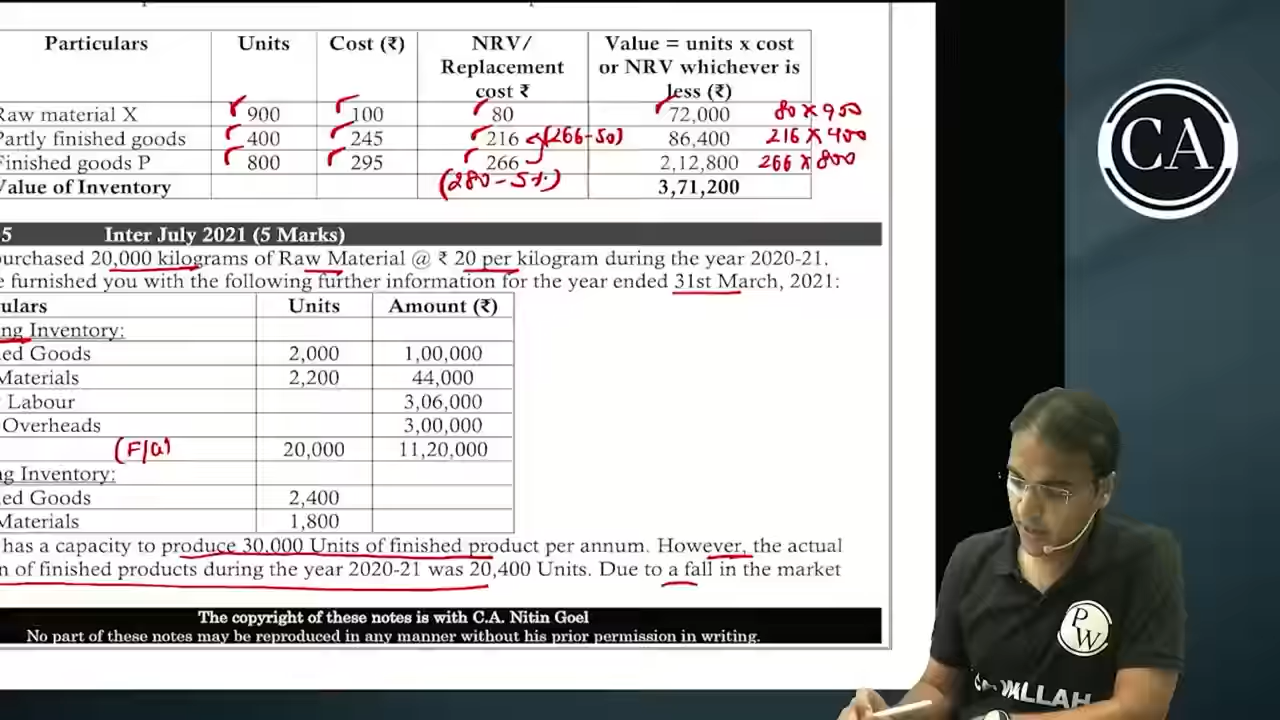 Particulars Units Cost (₹) NRV/ Replacement cost ₹ Value = units x cost or NRV whichever is less (₹)
Raw material X 900 100 80 72,000 80 x 900
Partly finished goods 400 245 216 (266-50) 86,400 216 x 400
Finished goods P 800 295 266 2,12,800 266 x 800
Value of Inventory (280-5%) 3,71,200
5 Inter July 2021 (5 Marks)
urchased 20,000 kilograms of Raw Material @ ₹ 20 per kilogram during the year 2020-21.
e furnished you with the following further information for the year ended 31st March, 2021:
ulars Units Amount (₹)
ng Inventory:
ed Goods 2,000 1,00,000
Materials 2,200 44,000
Labour 3,06,000
Overheads 3,00,000
(F/G) 20,000 11,20,000
ng Inventory:
ed Goods 2,400
Materials 1,800
has a capacity to produce 30,000 Units of finished product per annum. However, the actual
n of finished products during the year 2020-21 was 20,400 Units. Due to a fall in the market
The copyright of these notes is with C.A. Nitin Goel
No part of these notes may be reproduced in any manner without his prior permission in writing.
CA
PW
WALLAH